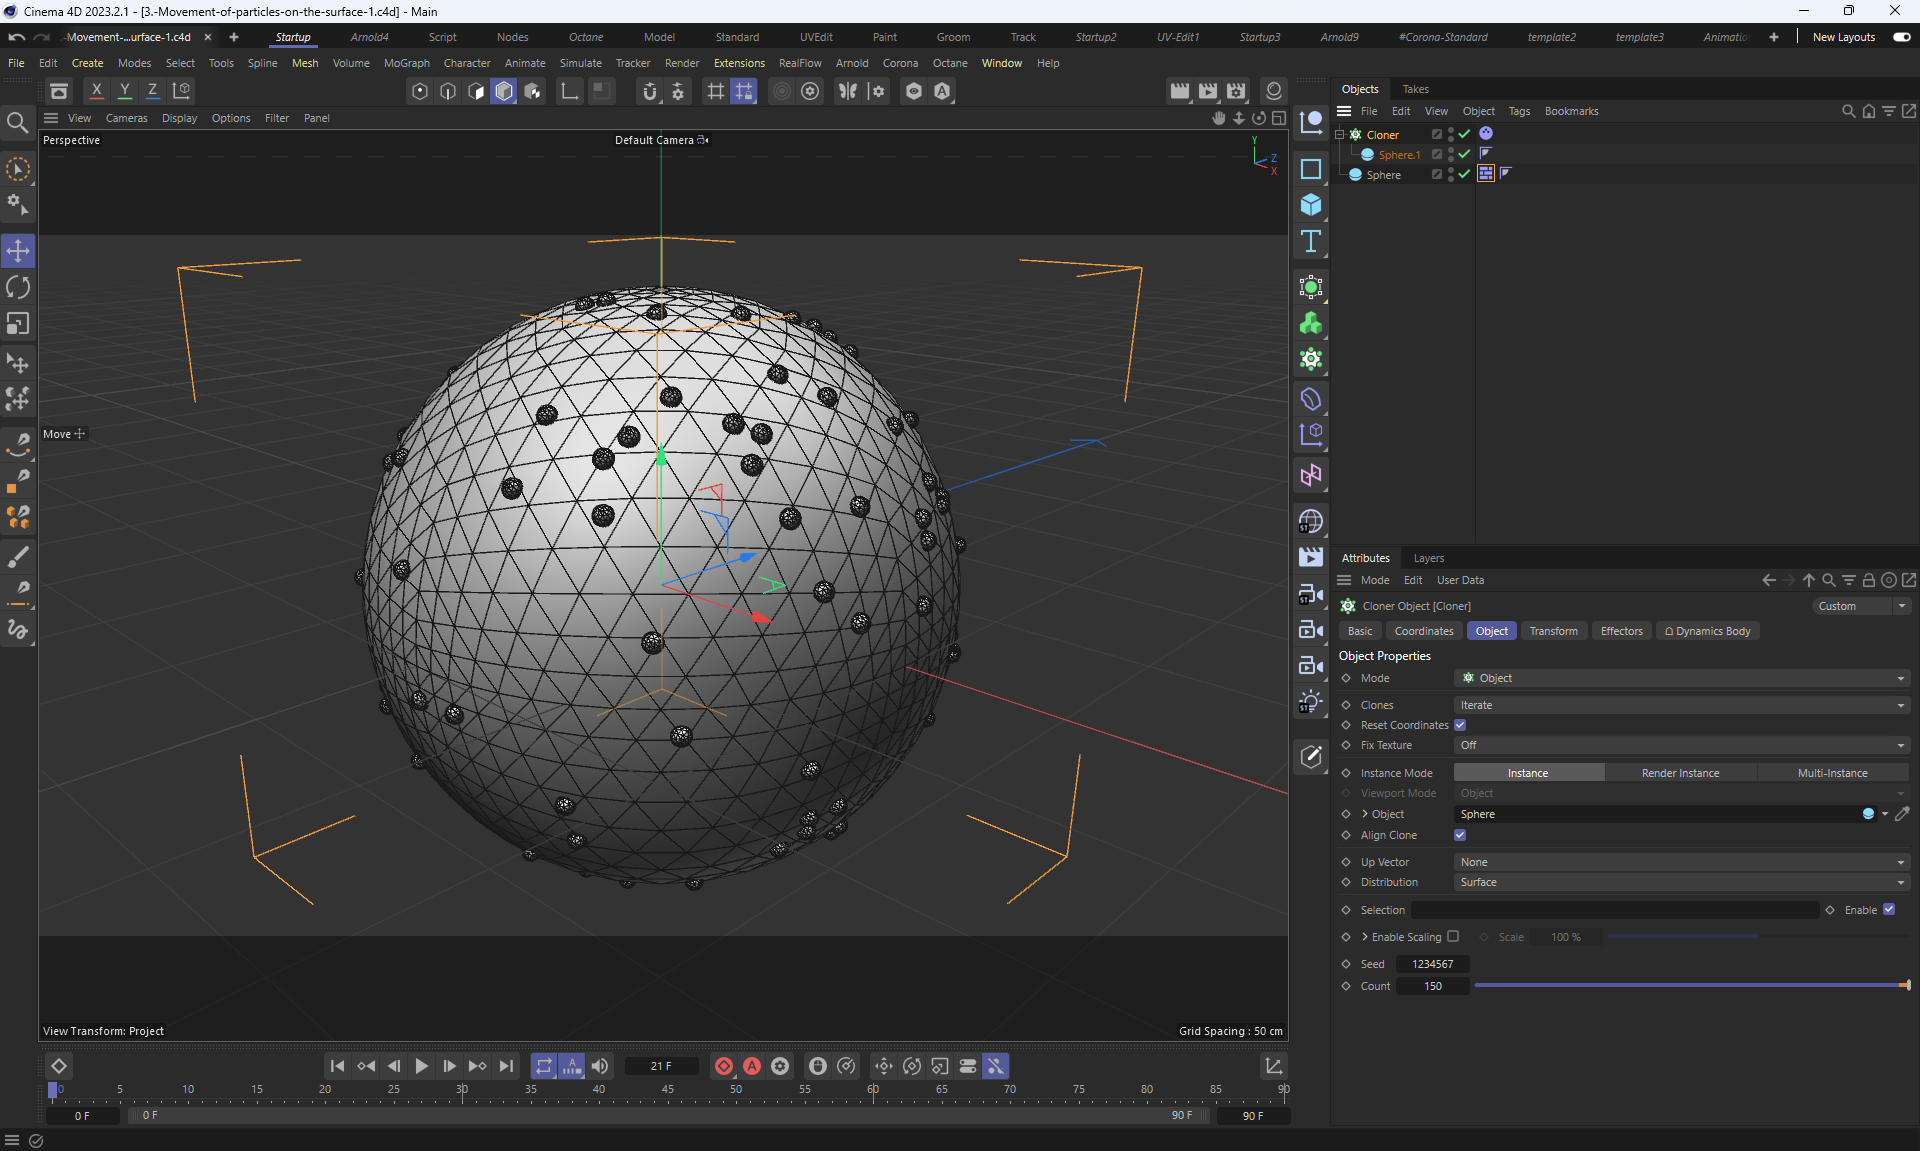 Cinema 4D 2023.2.1 - [3.-Movement-of-particles-on-the-surface-1.c4d] - Main
-Movement-...urface-1.c4d
Startup Arnold4 Script Nodes Octane Model Standard UVEdit Paint Groom Track Startup2 UV-Edit1 Startup3 Arnold9 #Corona-Standard template2 template3 Animatio New Layouts
File Edit Create Modes Select Tools Spline Mesh Volume MoGraph Character Animate Simulate Tracker Render Extensions RealFlow Arnold Corona Octane Window Help
X Y Z
View Cameras Display Options Filter Panel
Perspective
Default Camera
Y
Z
X
Move
View Transform: Project
Grid Spacing : 50 cm
T
ST
ST
ST
Objects Takes
File Edit View Object Tags Bookmarks
Cloner
Sphere.1
Sphere
Attributes Layers
Mode Edit User Data
Cloner Object [Cloner]
Custom
Basic Coordinates Object Transform Effectors Dynamics Body
Object Properties
Mode Object
Clones Iterate
Reset Coordinates
Fix Texture Off
Instance Mode Instance Render Instance Multi-Instance
Viewport Mode Object
Object Sphere
Align Clone
Up Vector None
Distribution Surface
Selection Enable
Enable Scaling Scale 100 %
Seed 1234567
Count 150
A
21 F
A
0 5 10 15 20 25 30 35 40 45 50 55 60 65 70 75 80 85 90
0 F 0 F 90 F 90 F